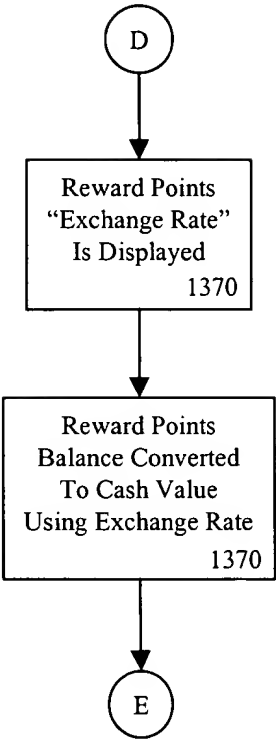 D
Reward Points
“Exchange Rate”
Is Displayed
1370
Reward Points
Balance Converted
To Cash Value
Using Exchange Rate
1370
E